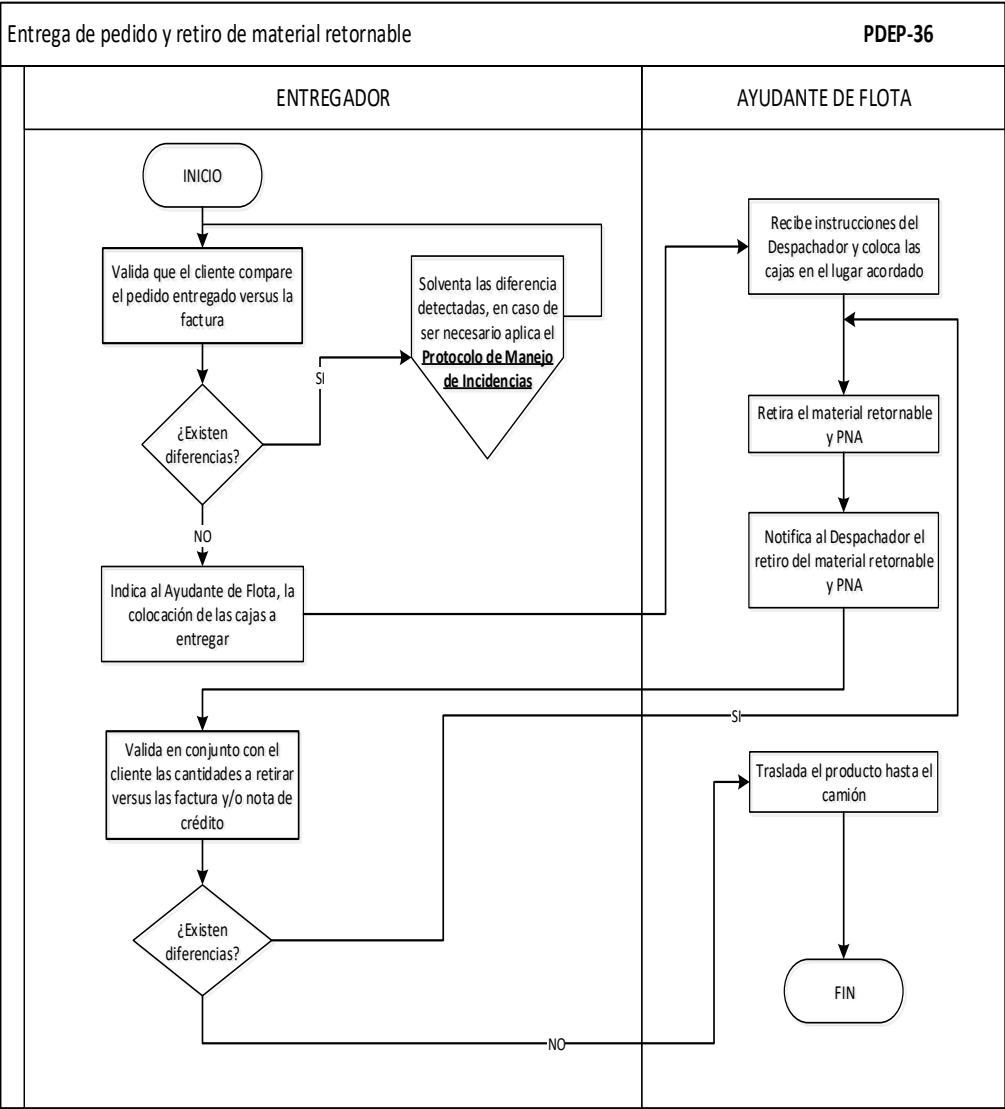 Entrega de pedido y retiro de material retornable
PDEP-36
ENTREGADOR
AYUDANTE DE FLOTA
INICIO
Valida que el cliente compare
el pedido entregado versus la
factura
¿Existen
diferencias?
SI
Solventa las diferencia
detectadas, en caso de
ser necesario aplica el
Protocolo de Manejo
de Incidencias
NO
Indica al Ayudante de Flota, la
colocación de las cajas a
entregar
Recibe instrucciones del
Despachador y coloca las
cajas en el lugar acordado
Retira el material retornable
y PNA
Notifica al Despachador el
retiro del material retornable
y PNA
Valida en conjunto con el
cliente las cantidades a retirar
versus las factura y/o nota de
crédito
¿Existen
diferencias?
SI
NO
Traslada el producto hasta el
camión
FIN